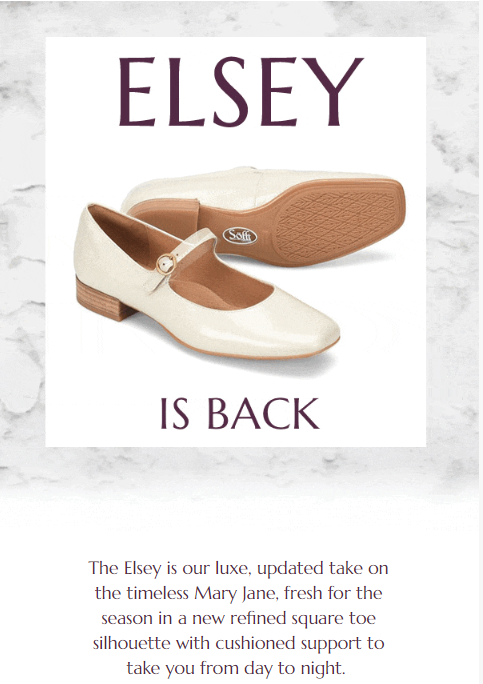 ELSEY
Söfft
IS BACK
The Elsey is our luxe, updated take on
the timeless Mary Jane, fresh for the
season in a new refined square toe
silhouette with cushioned support to
take you from day to night.